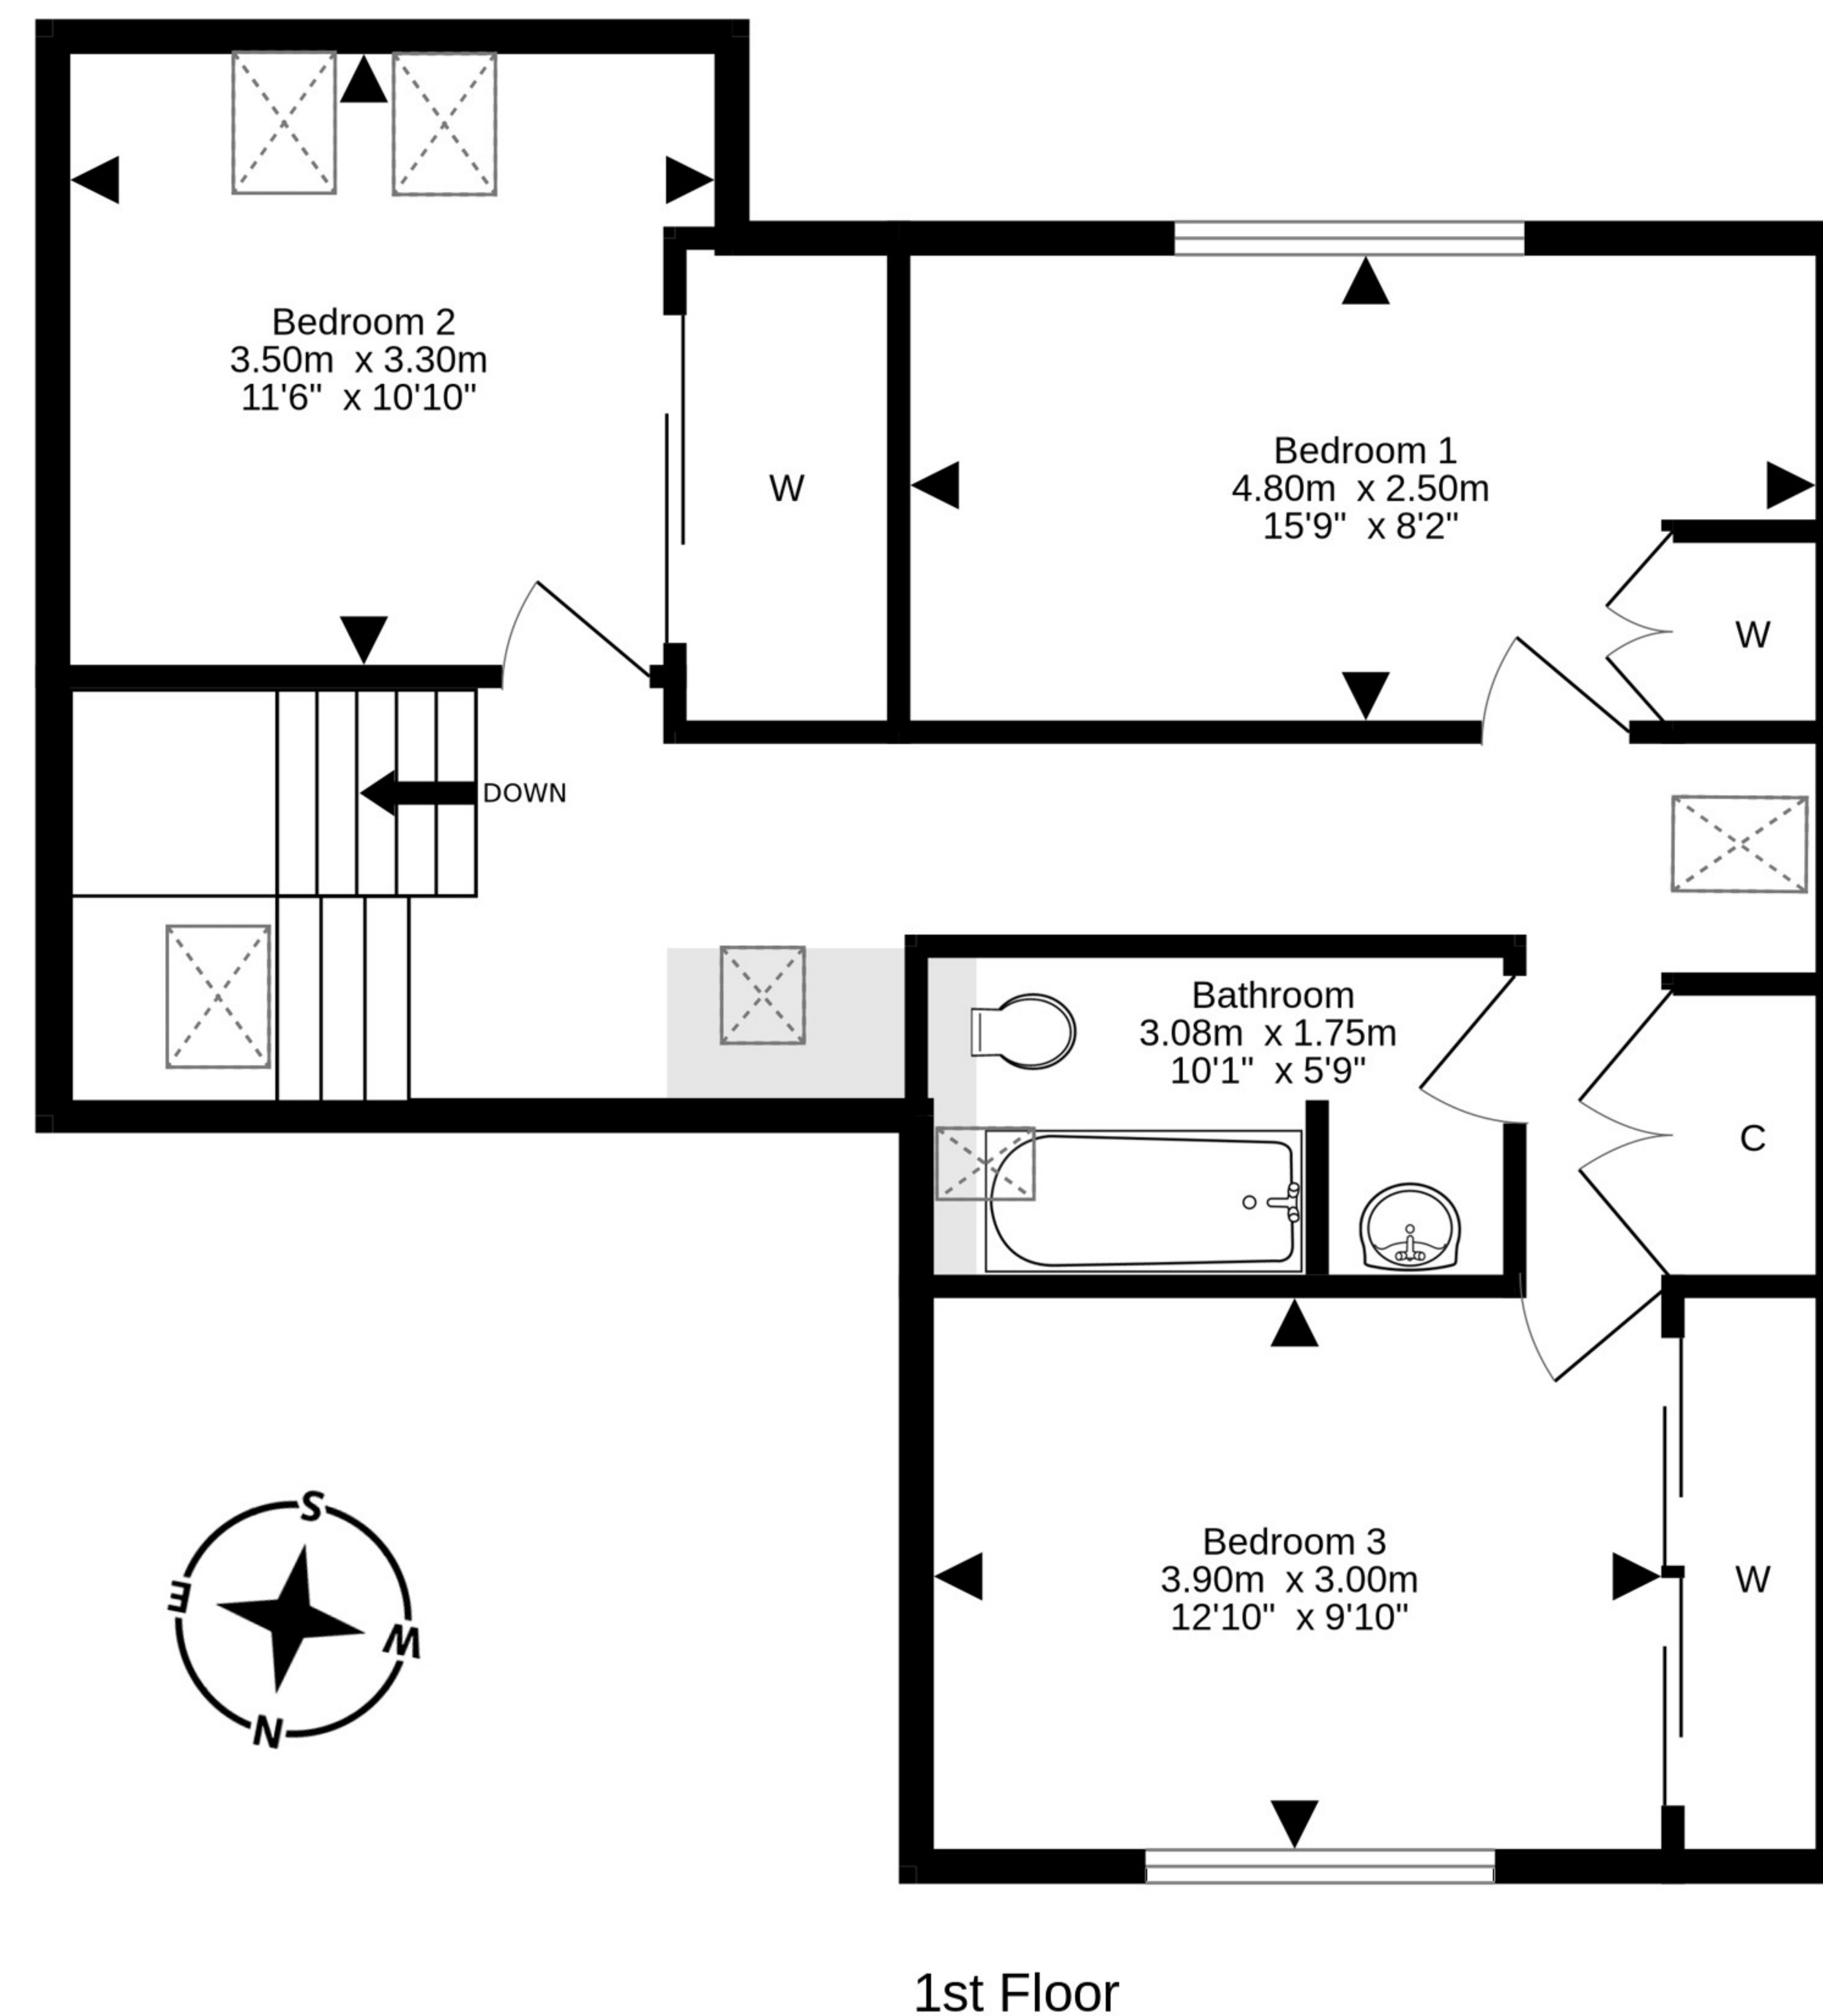 Bedroom 2
3.50m x 3.30m
11'6" x 10'10"
W
Bedroom 1
4.80m x 2.50m
15'9" x 8'2"
W
DOWN
Bathroom
3.08m x 1.75m
10'1" x 5'9"
C
Bedroom 3
3.90m x 3.00m
12'10" x 9'10"
W
S
E
W
N
1st Floor